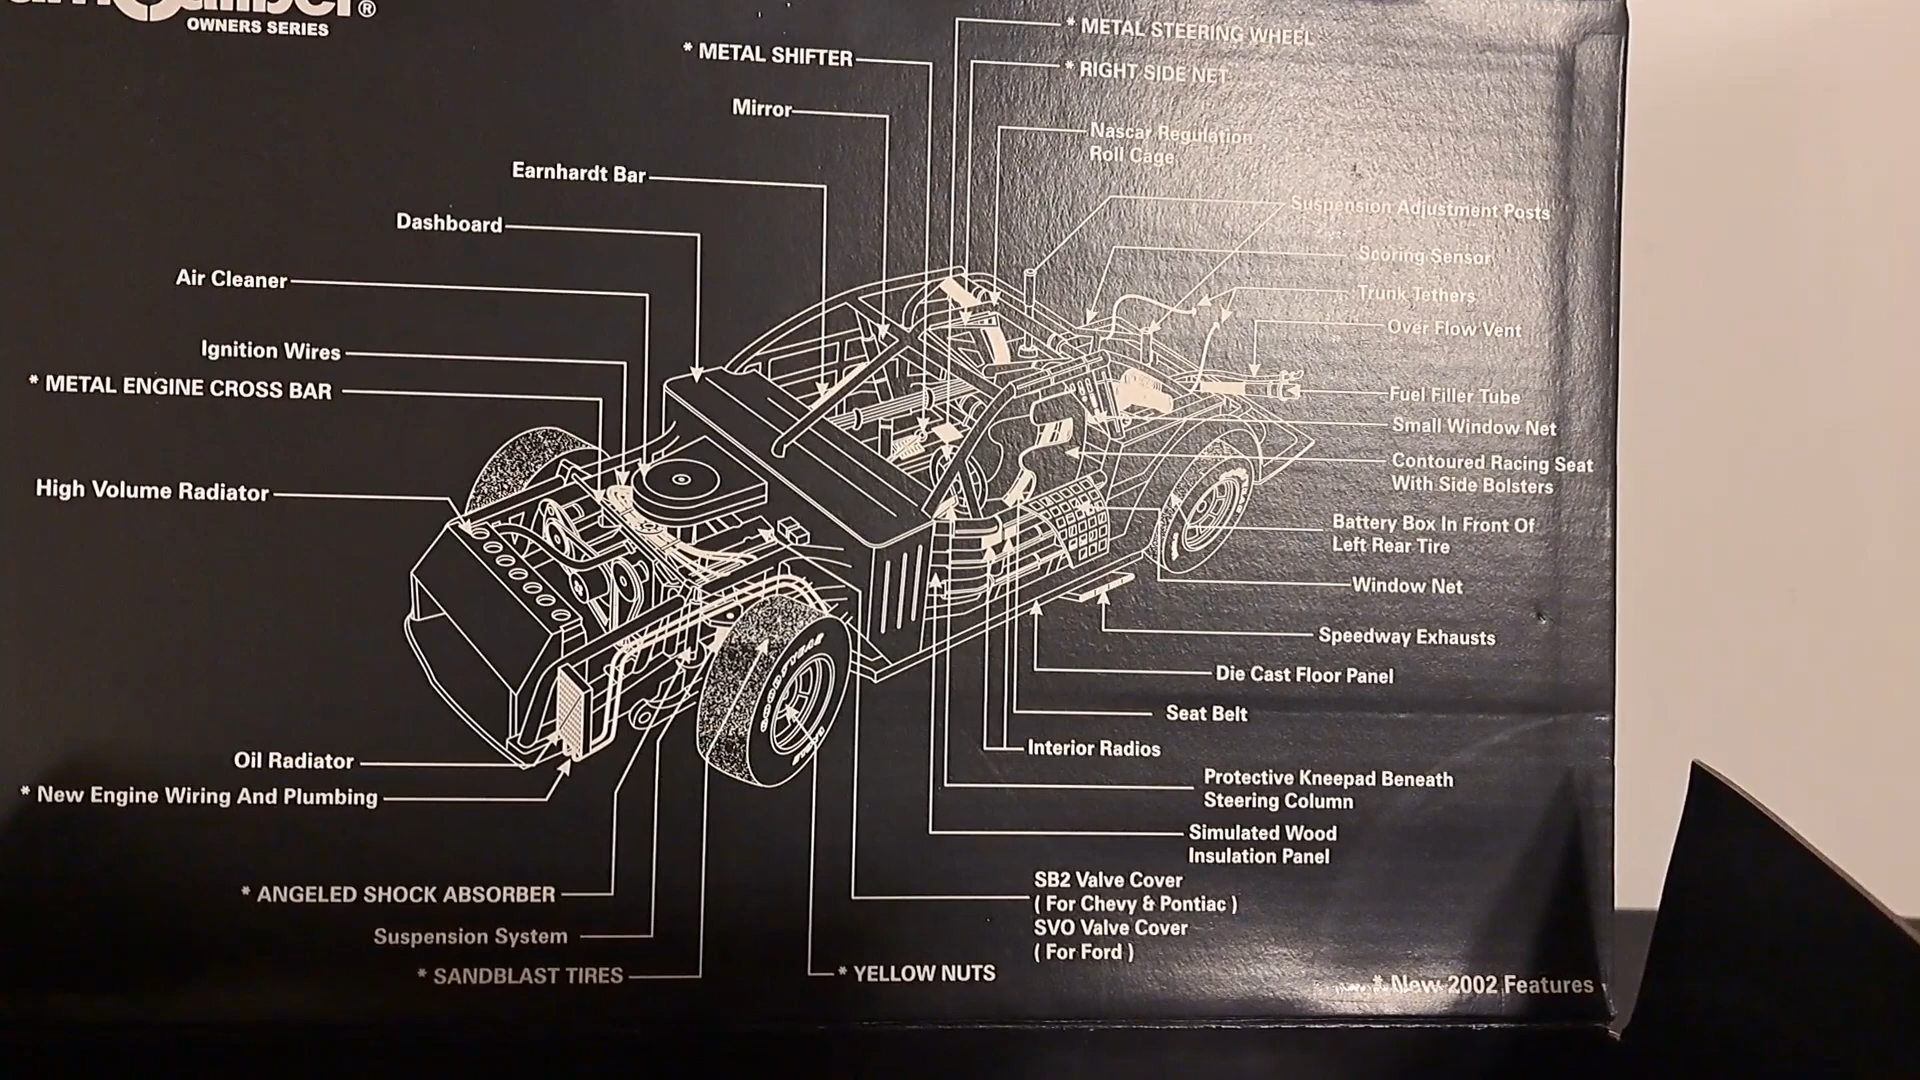 OWNERS SERIES
* METAL STEERING WHEEL
* METAL SHIFTER
* RIGHT SIDE NET
Mirror
Nascar Regulation
Roll Cage
Earnhardt Bar
Suspension Adjustment Posts
Dashboard
Scoring Sensor
Air Cleaner
Trunk Tethers
Over Flow Vent
Ignition Wires
* METAL ENGINE CROSS BAR
Fuel Filler Tube
Small Window Net
High Volume Radiator
Contoured Racing Seat
With Side Bolsters
Battery Box In Front Of
Left Rear Tire
Window Net
Speedway Exhausts
Die Cast Floor Panel
Seat Belt
Interior Radios
Oil Radiator
* New Engine Wiring And Plumbing
Protective Kneepad Beneath
Steering Column
Simulated Wood
Insulation Panel
* ANGELED SHOCK ABSORBER
SB2 Valve Cover
( For Chevy & Pontiac )
SVO Valve Cover
( For Ford )
Suspension System
* SANDBLAST TIRES
* YELLOW NUTS
* New 2002 Features